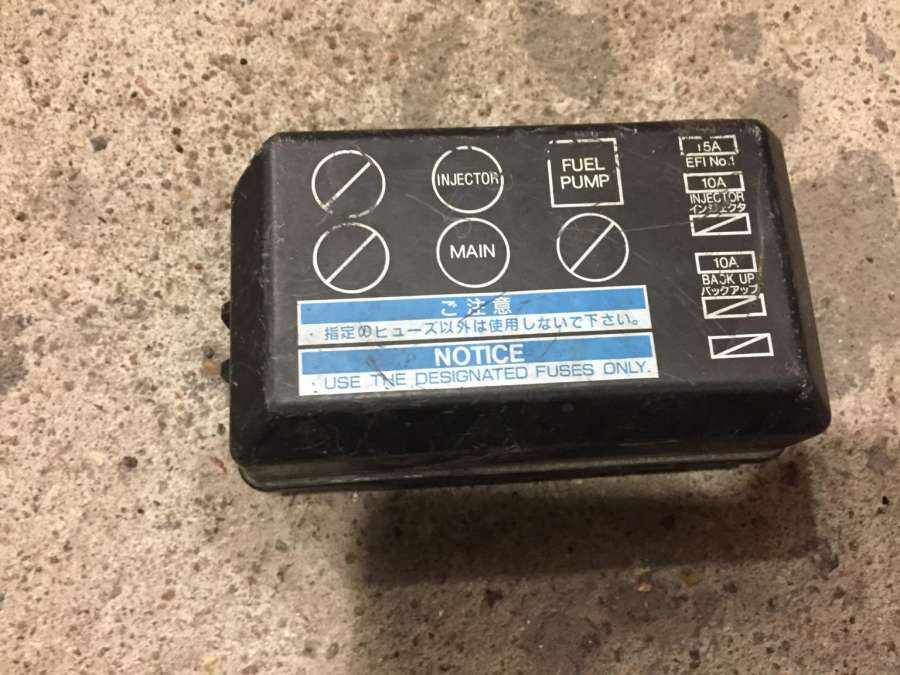 INJECTOR
FUEL
PUMP
MAIN
15A
EFI No.1
10A
INJECTOR
インジェクタ
10A
BACK UP
バックアップ
ご注意
指定のヒューズ以外は使用しないで下さい。
NOTICE
USE THE DESIGNATED FUSES ONLY.